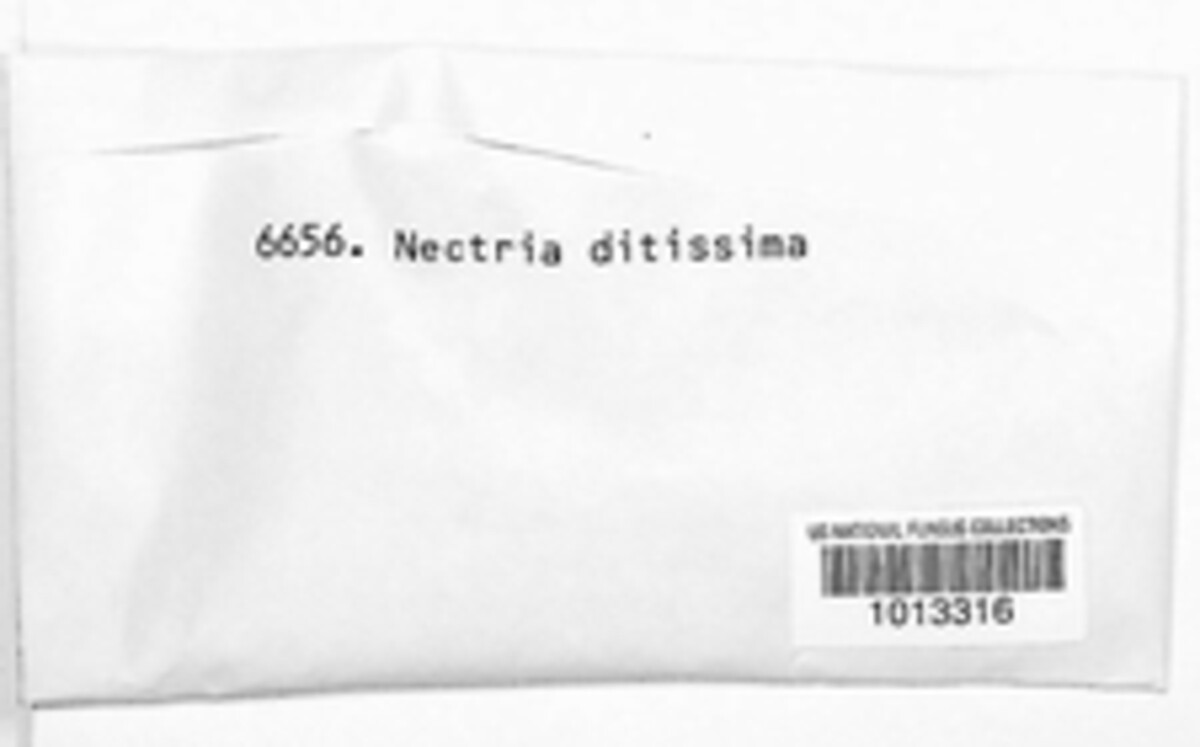 6656. Nectria ditissima
US NATIONAL FUNGUS COLLECTIONS
1013316